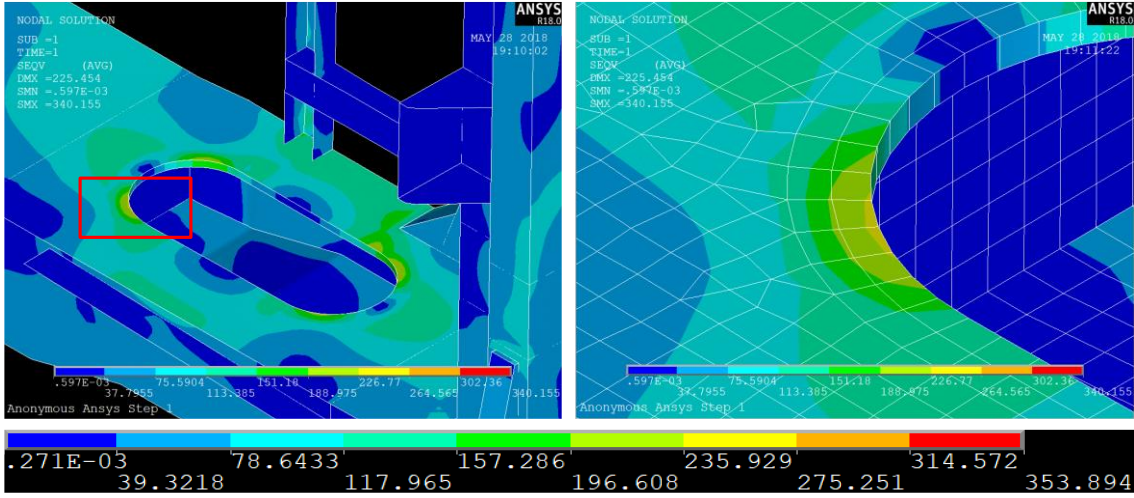 ANSYS
R18.0
NODAL SOLUTION
SUB =1
TIME=1
SEQV (AVG)
DMX =225.454
SMN =.597E-03
SMX =340.155
MAY 28 2018
19:10:02
.597E-03 75.5904 151.18 226.77 302.36
37.7955 113.385 188.975 264.565 340.155
Anonymous Ansys Step 1
ANSYS
R18.0
NODAL SOLUTION
SUB =1
TIME=1
SEQV (AVG)
DMX =225.454
SMN =.597E-03
SMX =340.155
MAY 28 2018
19:11:22
.597E-03 75.5904 151.18 226.77 302.36
37.7955 113.385 188.975 264.565 340.155
Anonymous Ansys Step 1
.271E-03 78.6433 157.286 235.929 314.572
39.3218 117.965 196.608 275.251 353.894